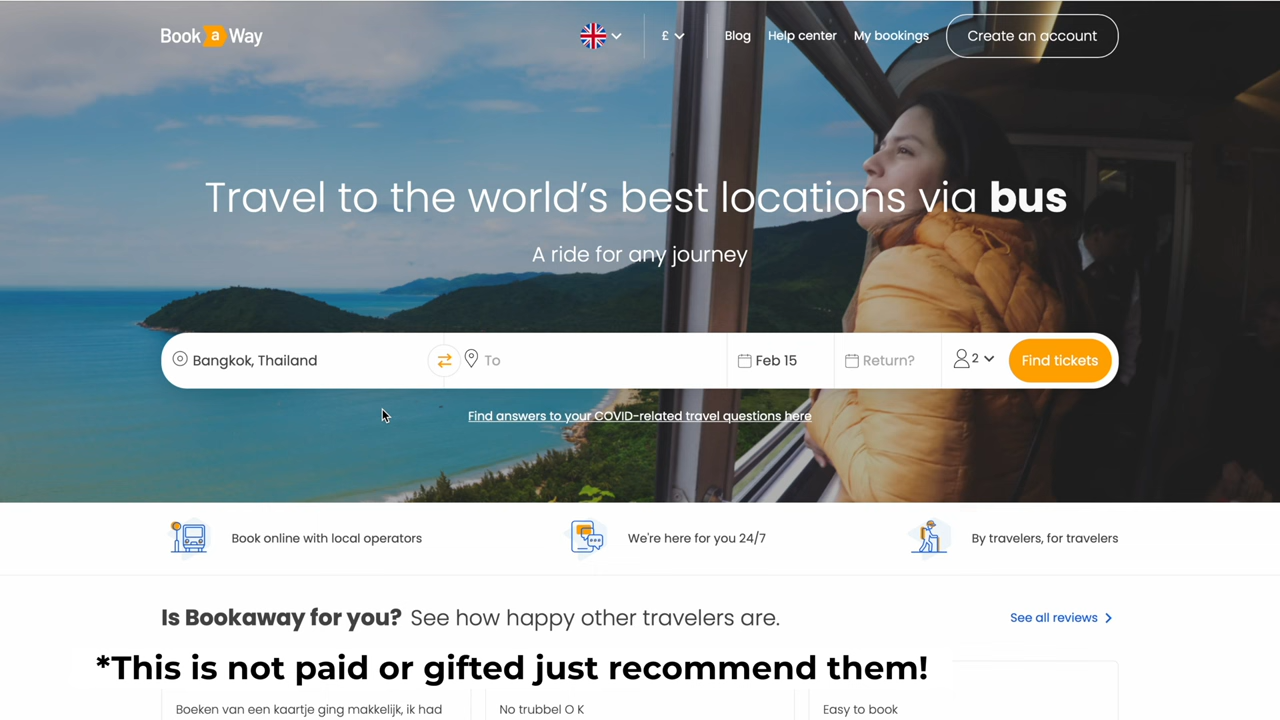 Book a Way
£
Blog
Help center
My bookings
Create an account
Travel to the world's best locations via bus
A ride for any journey
Bangkok, Thailand
To
Feb 15
Return?
2
Find tickets
Find answers to your COVID-related travel questions here
Book online with local operators
We're here for you 24/7
By travelers, for travelers
Is Bookaway for you? See how happy other travelers are.
See all reviews
*This is not paid or gifted just recommend them!
Boeken van een kaartje ging makkelijk, ik had
No trubbel O K
Easy to book